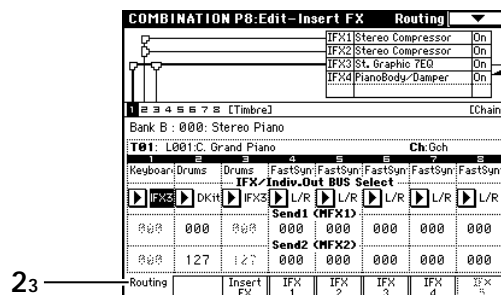 COMBINATION P8:Edit-Insert FX Routing
IFX1 Stereo Compressor On
IFX2 Stereo Compressor On
IFX3 St. Graphic 7EQ On
IFX4 PianoBody/Damper On
1 2 3 4 5 6 7 8 [Timbre] [Chain
Bank B : 000: Stereo Piano
T01: L001:C. Grand Piano Ch:Gch
1 2 3 4 5 6 7 8
Keyboar Drums Drums FastSyn FastSyn FastSyn FastSyn FastSyn
IFX/Indiv.Out BUS Select
IFX3 DKit IFX3 L/R L/R L/R L/R L/R
Send1 (MFX1)
000 000 000 000 000 000 000 000
Send2 (MFX2)
000 127 127 000 000 000 000 000
Routing Insert FX IFX 1 IFX 2 IFX 3 IFX 4 IFX 5
23